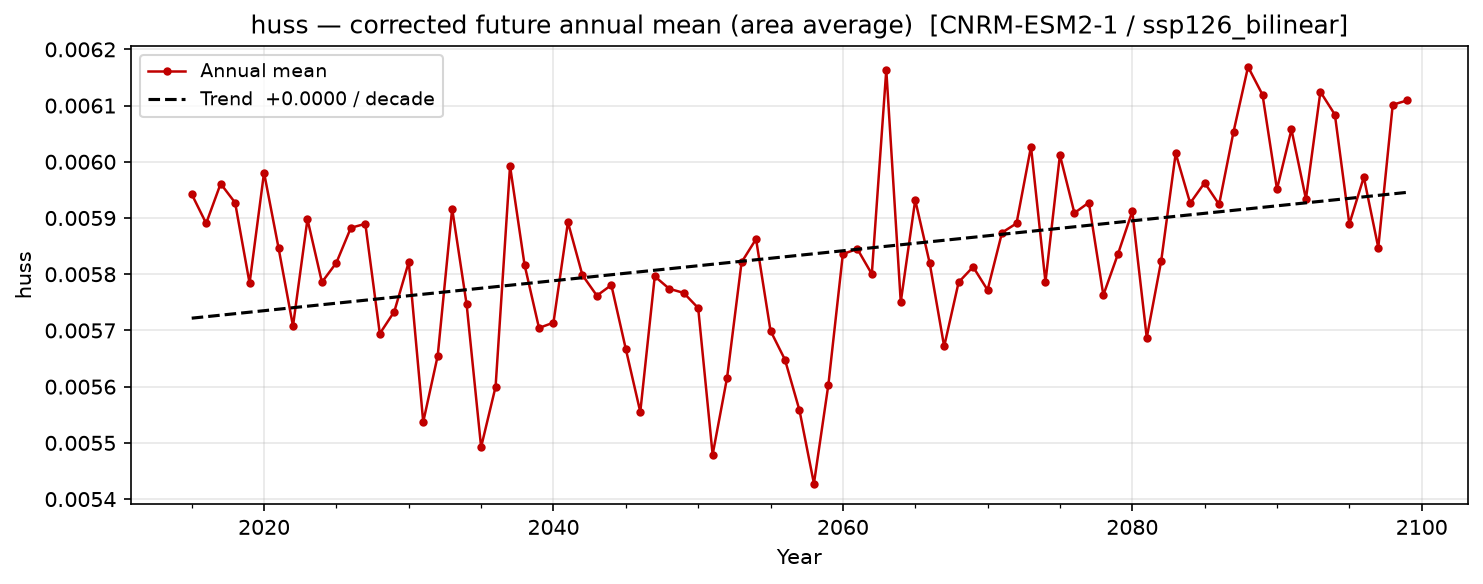 huss — corrected future annual mean (area average)  [CNRM-ESM2-1 / ssp126_bilinear]
0.0062
0.0061
0.0060
0.0059
0.0058
0.0057
0.0056
0.0055
0.0054
huss
Annual mean
Trend  +0.0000 / decade
2020
2040
2060
2080
2100
Year